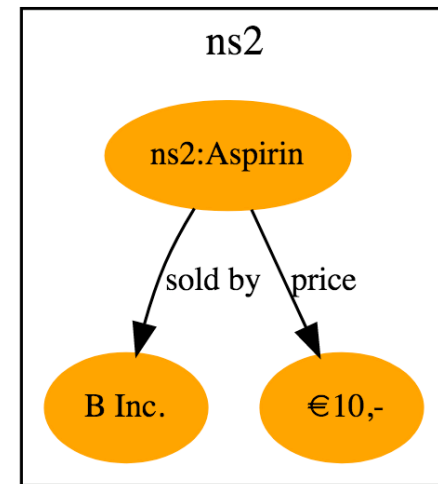 ns2
ns2:Aspirin
sold by
price
B Inc.
€10,-